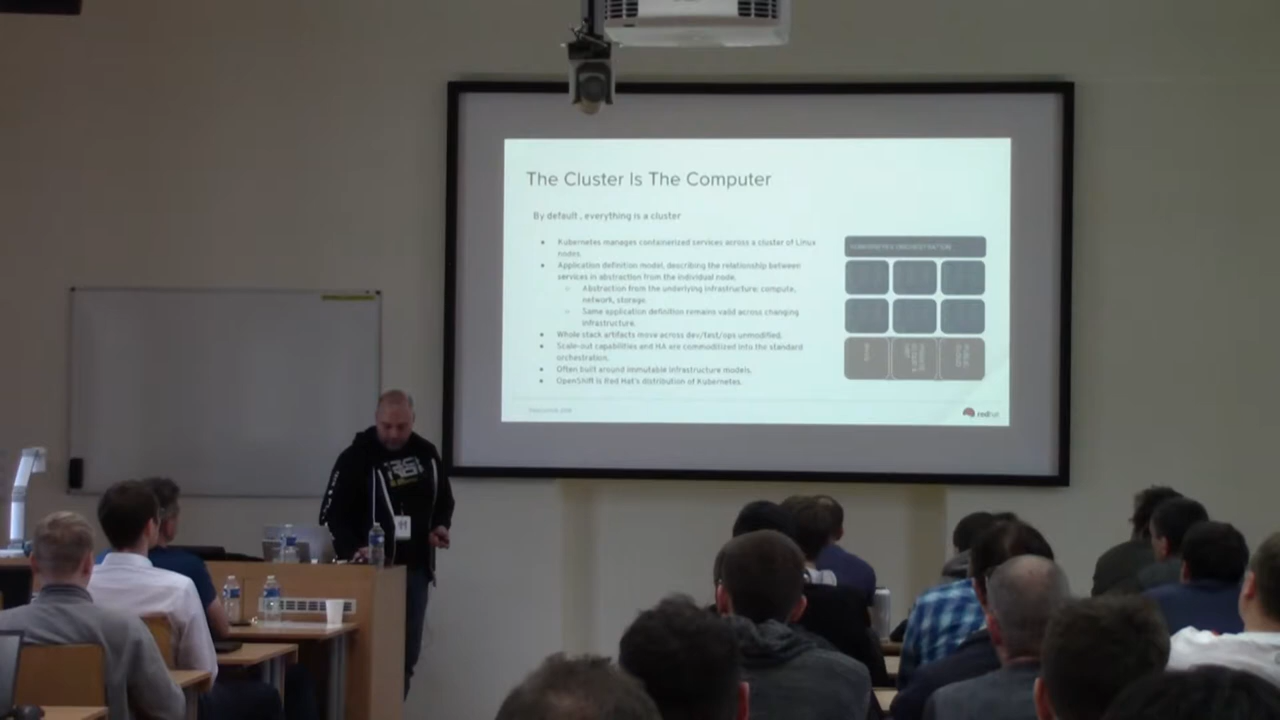 The Cluster Is The Computer
By default , everything is a cluster
Kubernetes manages containerized services across a cluster of Linux
nodes.
Application definition model, describing the relationship between
services in abstraction from the individual node.
Abstraction from the underlying infrastructure: compute,
network, storage.
Same application definition remains valid across changing
infrastructure.
Whole stack artifacts move across dev/test/ops unmodified.
Scale-out capabilities and HA are commoditized into the standard
orchestration.
Often built around immutable infrastructure models.
OpenShift is Red Hat's distribution of Kubernetes.
KUBERNETES ORCHESTRATION
redhat